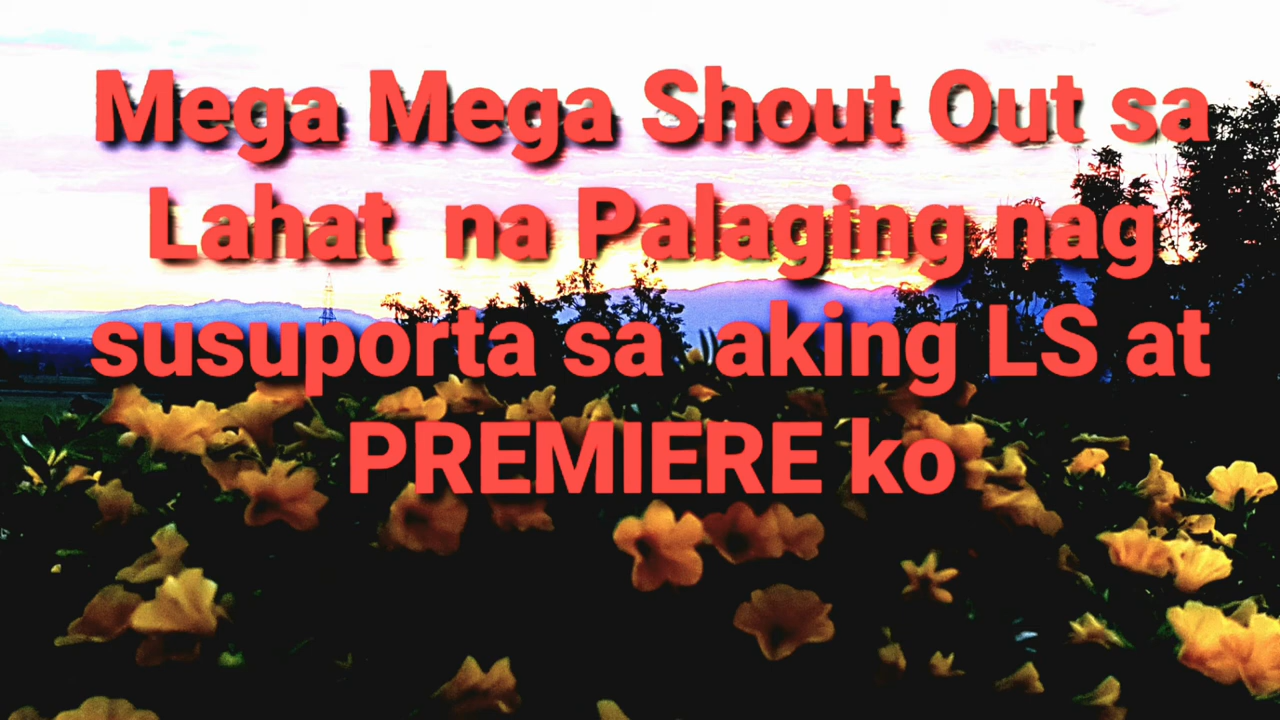 Mega Mega Shout Out sa
Lahat na Palaging nag
susuporta sa aking LS at
PREMIERE ko